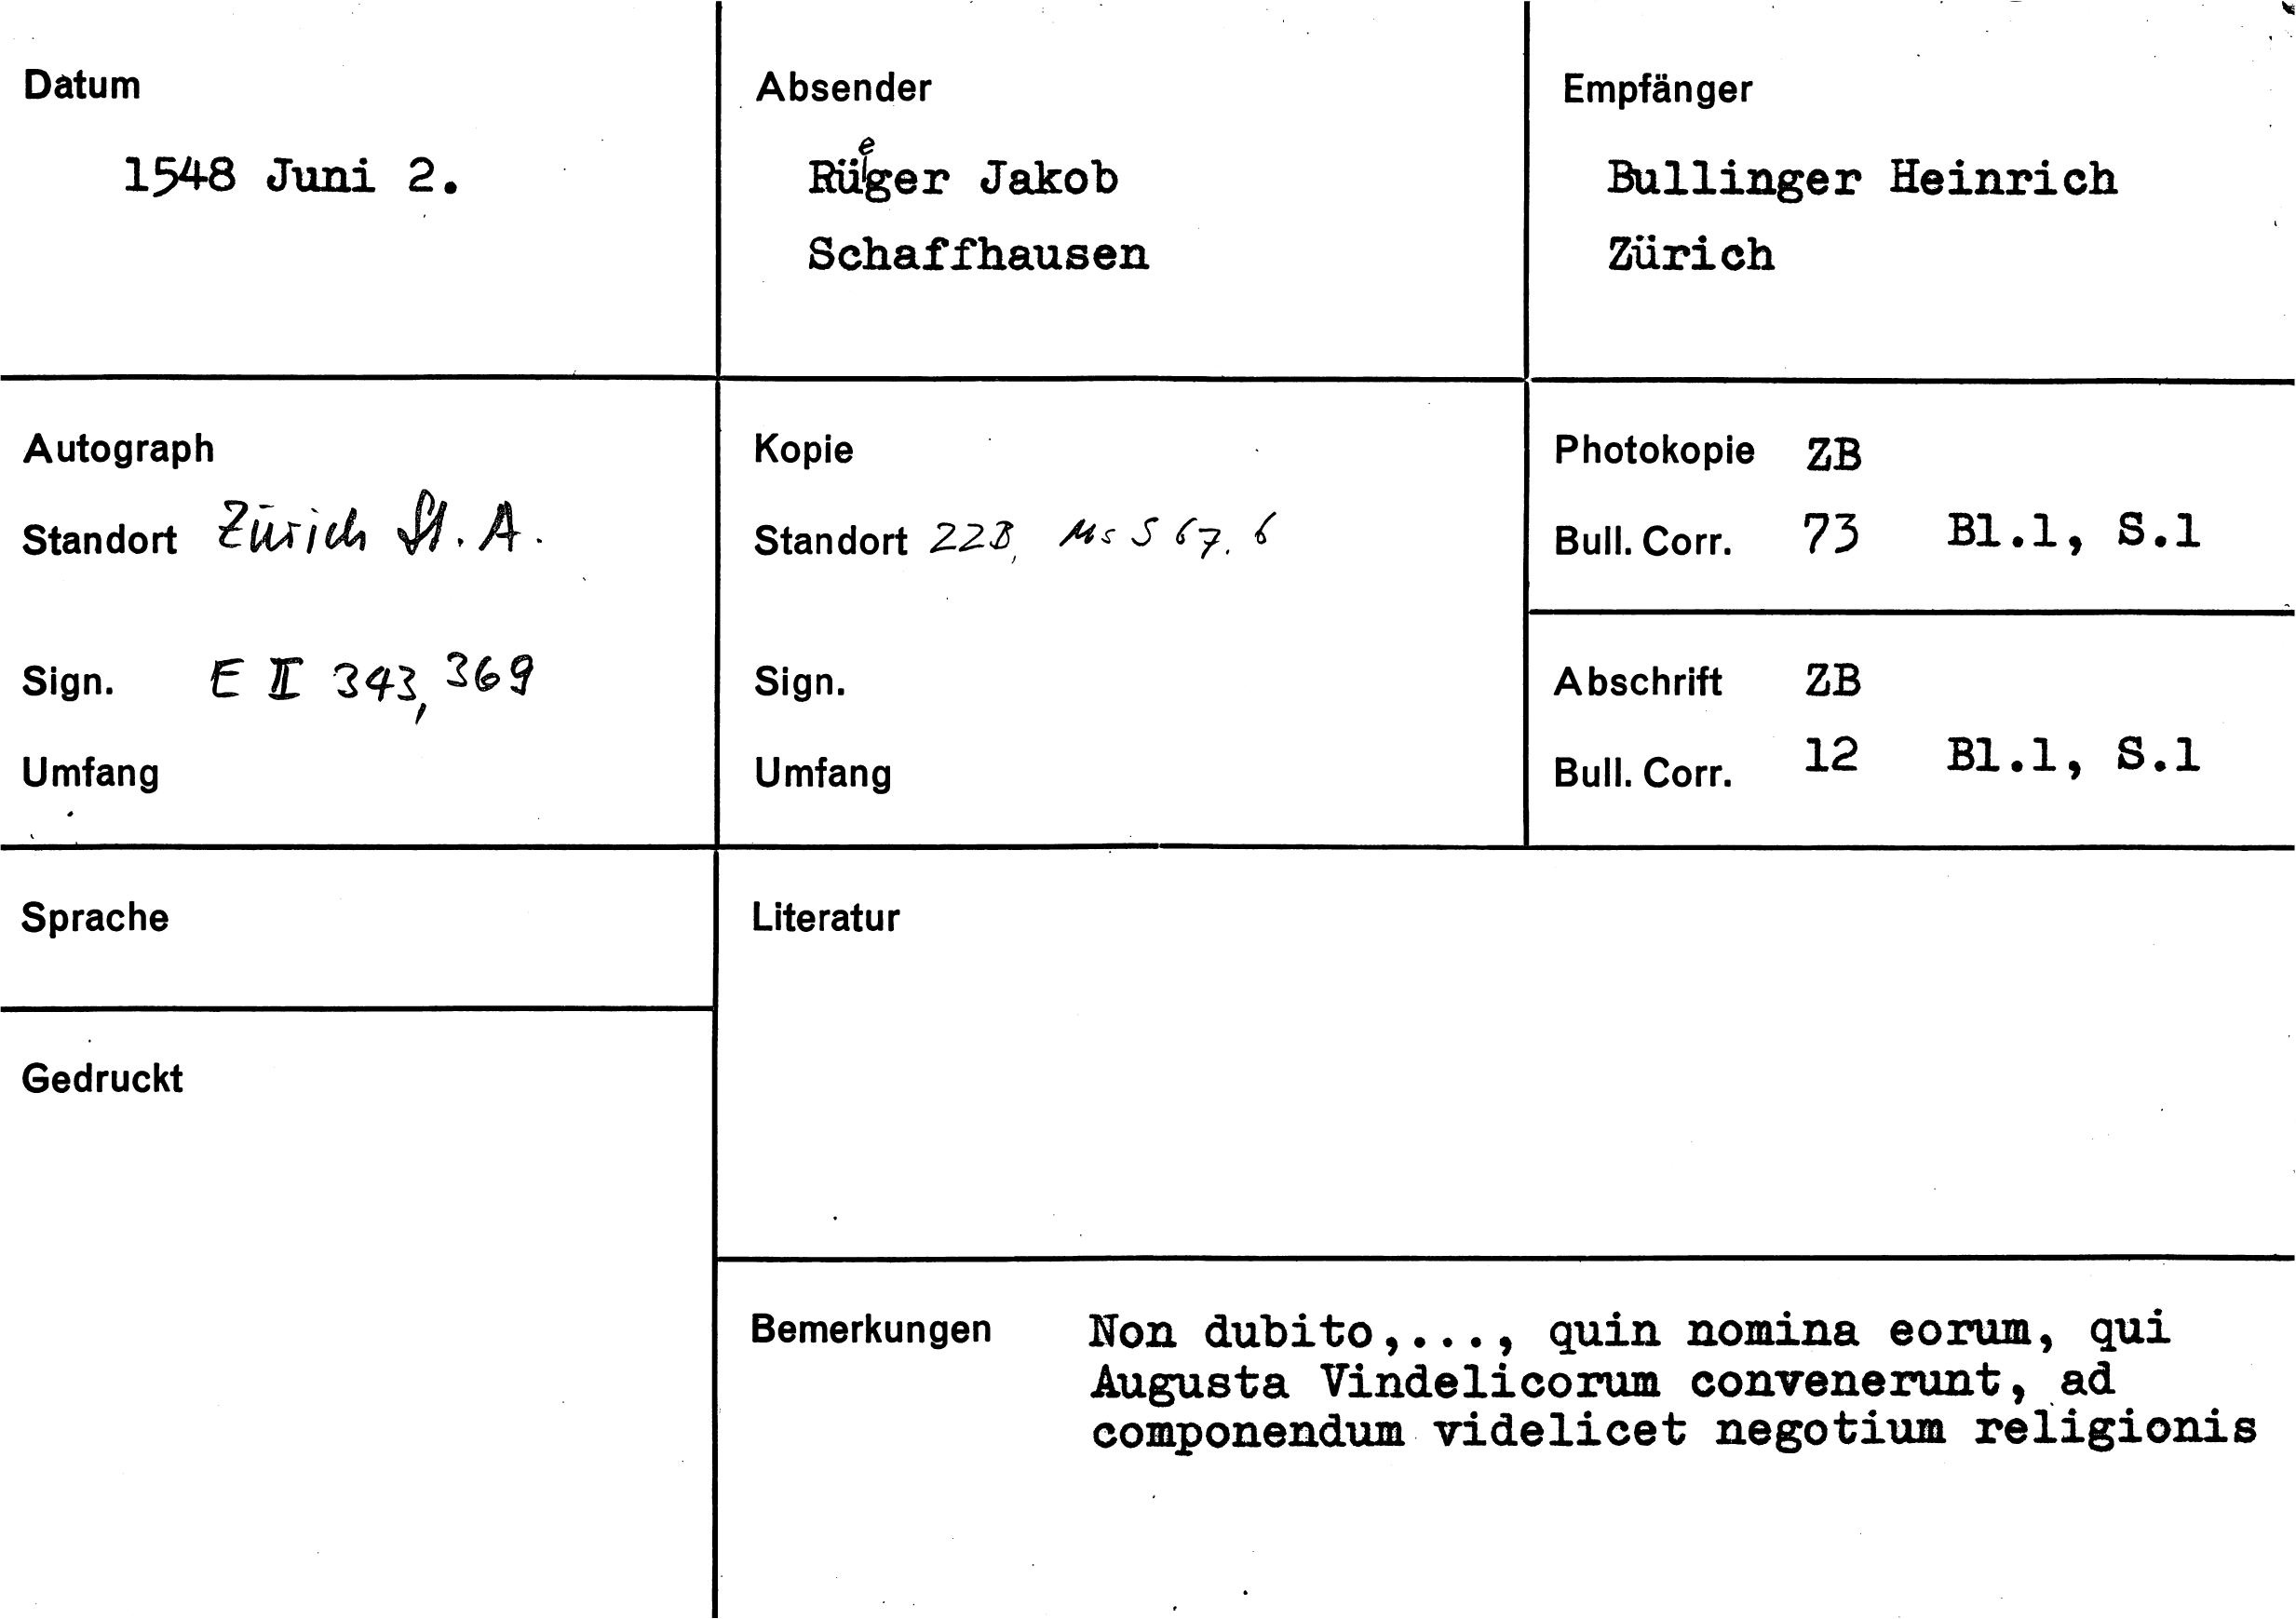 Datum
1548 Juni 2.
Absender
Rüeger Jakob
Schaffhausen
Empfänger
Bullinger Heinrich
Zürich
Autograph
Standort Zürich St. A.
Sign. E II 343, 369
Umfang
Kopie
Standort ZZB, Ms S 67. 6
Sign.
Umfang
Photokopie ZB
Bull. Corr. 73 Bl.1, S.1
Abschrift ZB
Bull. Corr. 12 Bl.1, S.1
Sprache
Literatur
Gedruckt
Bemerkungen Non dubito,..., quin nomina eorum, qui
Augusta Vindelicorum convenerunt, ad
componendum videlicet negotium religionis